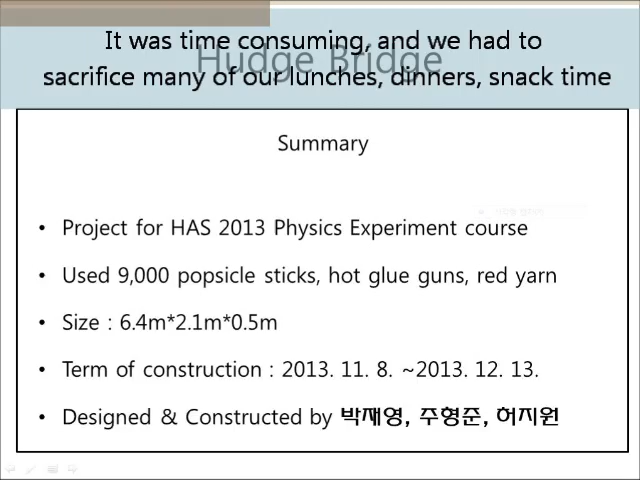 It was time consuming, and we had to
Hudge Bridge
sacrifice many of our lunches, dinners, snack time
Summary
• Project for HAS 2013 Physics Experiment course
• Used 9,000 popsicle sticks, hot glue guns, red yarn
• Size : 6.4m*2.1m*0.5m
• Term of construction : 2013. 11. 8. ~2013. 12. 13.
• Designed & Constructed by 박재영, 주형준, 허지원